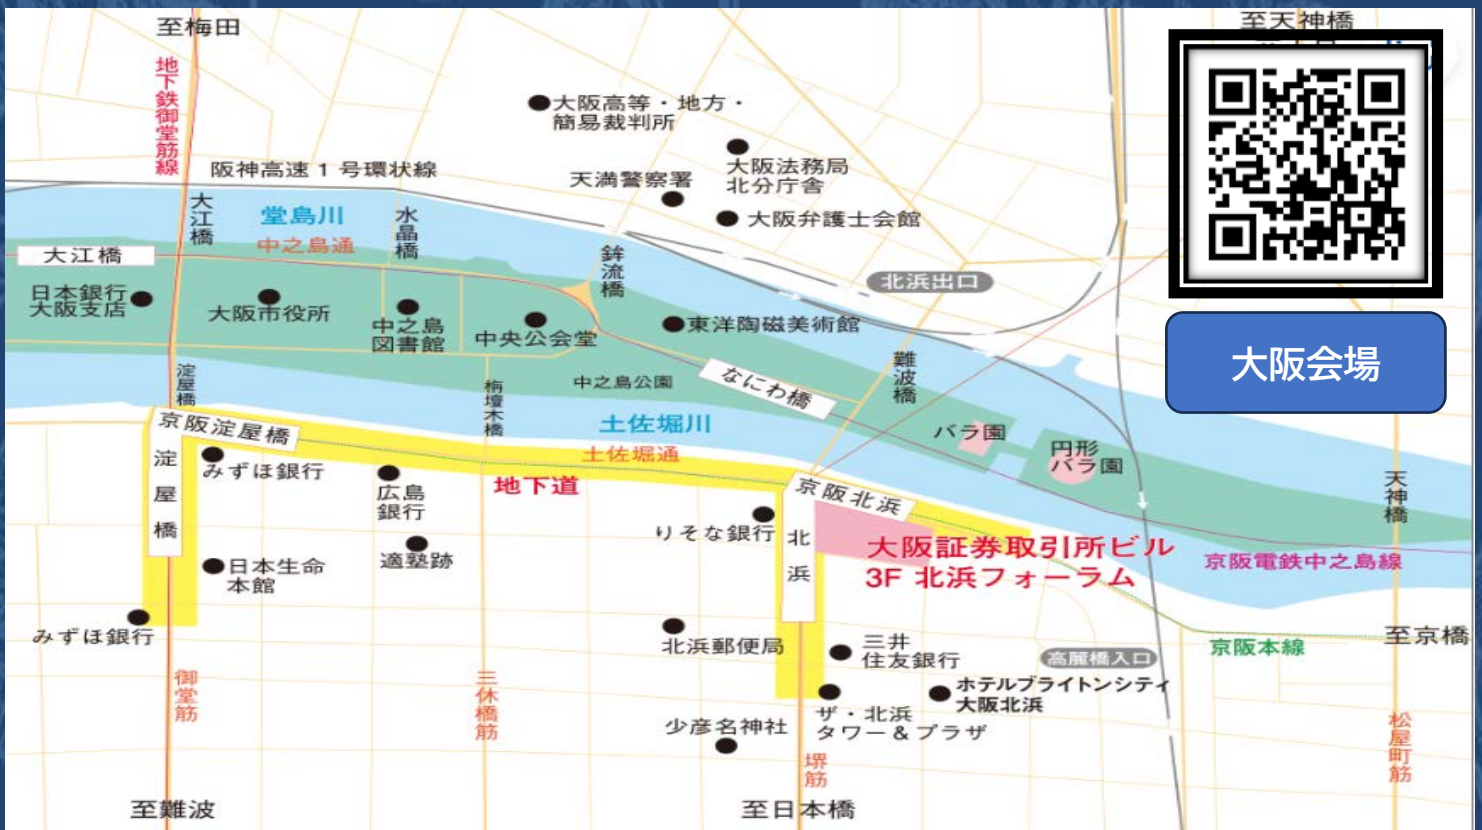 至梅田
至天神橋
地下鉄御堂筋線
大阪高等・地方・
簡易裁判所
大阪法務局
北分庁舎
阪神高速1号環状線
天満警察署
大阪弁護士会館
大江橋
堂島川
水晶橋
中之島通
大江橋
鉾流橋
北浜出口
日本銀行
大阪支店
大阪市役所
中之島
図書館
中央公会堂
東洋陶磁美術館
大阪会場
淀屋橋
栴壇木橋
中之島公園
なにわ橋
難波橋
土佐堀川
バラ園
円形
バラ園
京阪淀屋橋
土佐堀通
淀屋橋
みずほ銀行
広島
銀行
地下道
京阪北浜
天神橋
りそな銀行
北浜
適塾跡
大阪証券取引所ビル
3F 北浜フォーラム
京阪電鉄中之島線
日本生命
本館
みずほ銀行
北浜郵便局
三井
住友銀行
高麗橋入口
京阪本線
至京橋
御堂筋
三休橋筋
ホテルブライトンシティ
大阪北浜
ザ・北浜
タワー&プラザ
少彦名神社
堺筋
松屋町筋
至難波
至日本橋